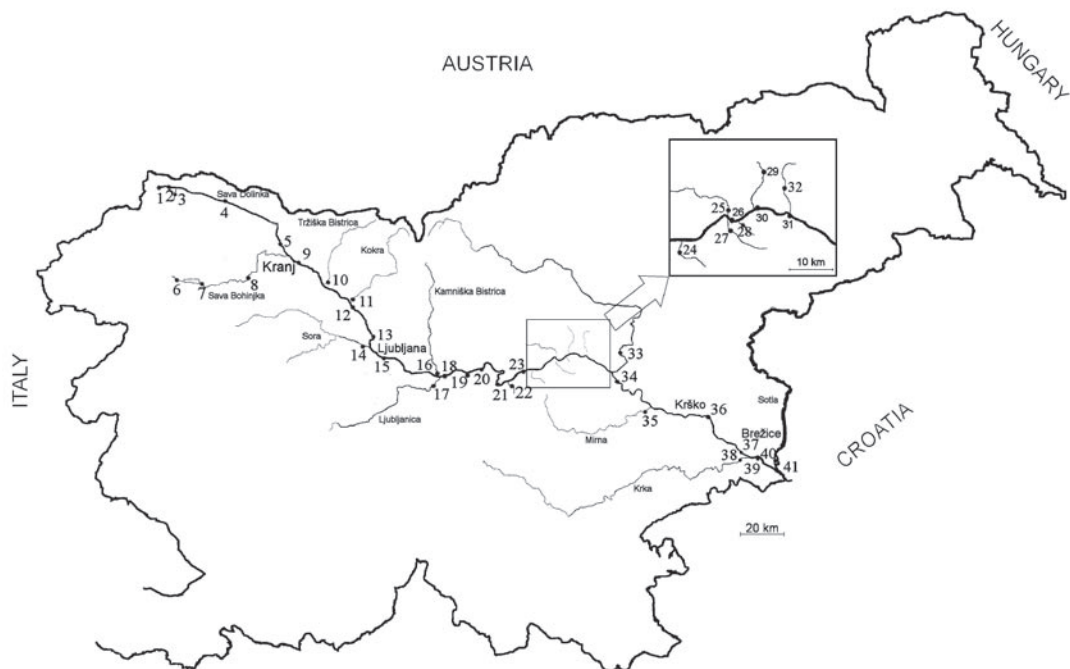 AUSTRIA
HUNGARY
ITALY
CROATIA
1
2
3
Sava Dolinka
4
Tržiška Bistrica
Kokra
5
9
Kranj
6
7
8
Sava Bohinjka
10
11
12
Kamniška Bistrica
Sora
13
14
Ljubljana
15
16
18
17
19
20
21
22
23
Ljubljanica
25
26
27
28
24
29
30
32
31
10 km
33
34
35
Mirna
Krško
36
Sotla
Brežice
37
38
40
39
41
Krka
20 km